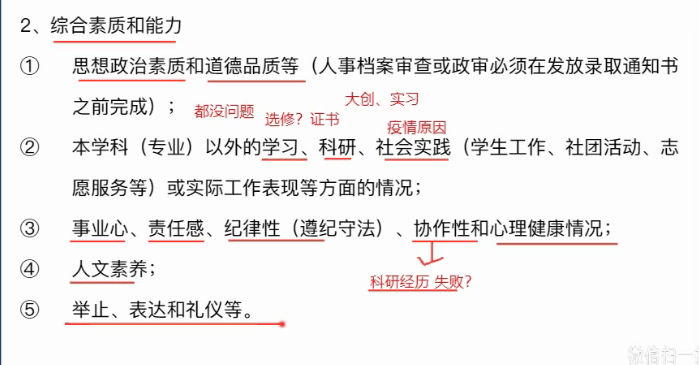 2、综合素质和能力
① 思想政治素质和道德品质等（人事档案审查或政审必须在发放录取通知书
之前完成）；
都没问题
选修？证书
大创、实习
疫情原因
② 本学科（专业）以外的学习、科研、社会实践（学生工作、社团活动、志
愿服务等）或实际工作表现等方面的情况；
③ 事业心、责任感、纪律性（遵纪守法）、协作性和心理健康情况；
④ 人文素养；
科研经历 失败？
⑤ 举止、表达和礼仪等。
微信扫一